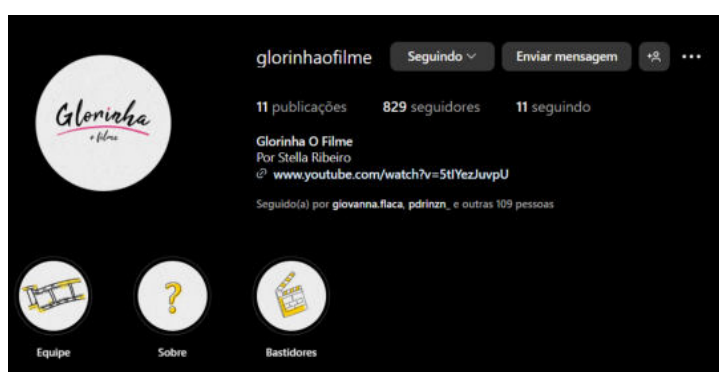 Glorinha
o filme
glorinhaofilme Seguindo Enviar mensagem
11 publicações 829 seguidores 11 seguindo
Glorinha O Filme
Por Stella Ribeiro
www.youtube.com/watch?v=5tlYezJuvpU
Seguido(a) por giovanna.flaca, pdrinzn_ e outras 109 pessoas
?
Equipe Sobre Bastidores